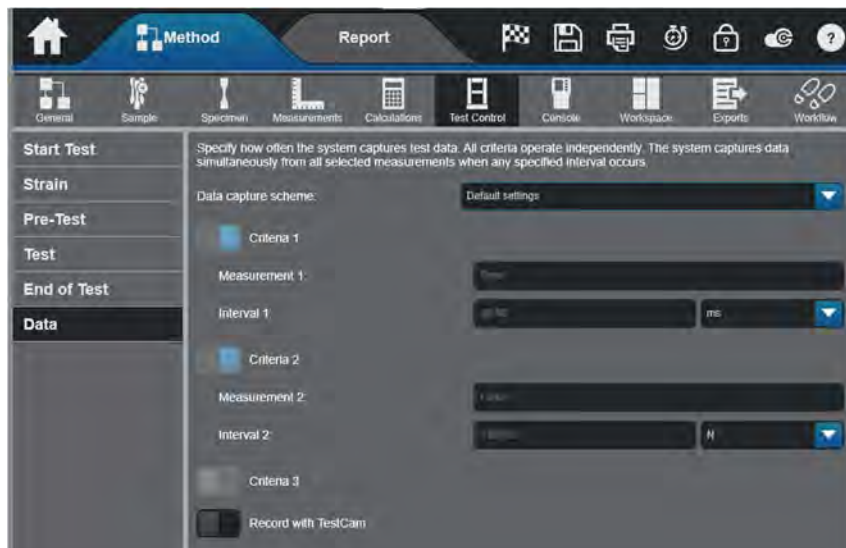 Method
Report
?
General
Sample
Specimen
Measurements
Calculations
Test Control
Console
Workspace
Exports
Workflow
Start Test
Strain
Pre-Test
Test
End of Test
Data
Specify how often the system captures test data. All criteria operate independently. The system captures data
simultaneously from all selected measurements when any specified interval occurs.
Data capture scheme:
Default settings
Criteria 1
Measurement 1:
Interval 1
ms
Criteria 2
Measurement 2:
Interval 2:
N
Criteria 3
Record with TestCam